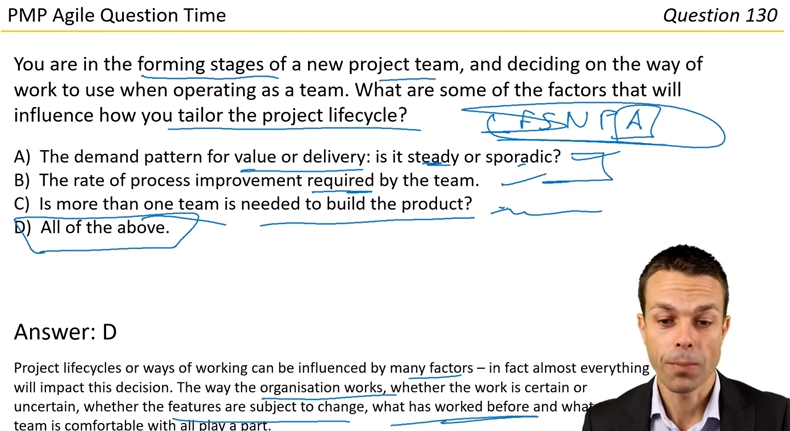 PMP Agile Question Time
Question 130
You are in the forming stages of a new project team, and deciding on the way of
work to use when operating as a team. What are some of the factors that will
influence how you tailor the project lifecycle?
F S N P A
A) The demand pattern for value or delivery: is it steady or sporadic?
B) The rate of process improvement required by the team.
C) Is more than one team is needed to build the product?
D) All of the above.
Answer: D
Project lifecycles or ways of working can be influenced by many factors – in fact almost everything
will impact this decision. The way the organisation works, whether the work is certain or
uncertain, whether the features are subject to change, what has worked before and what
team is comfortable with all play a part.